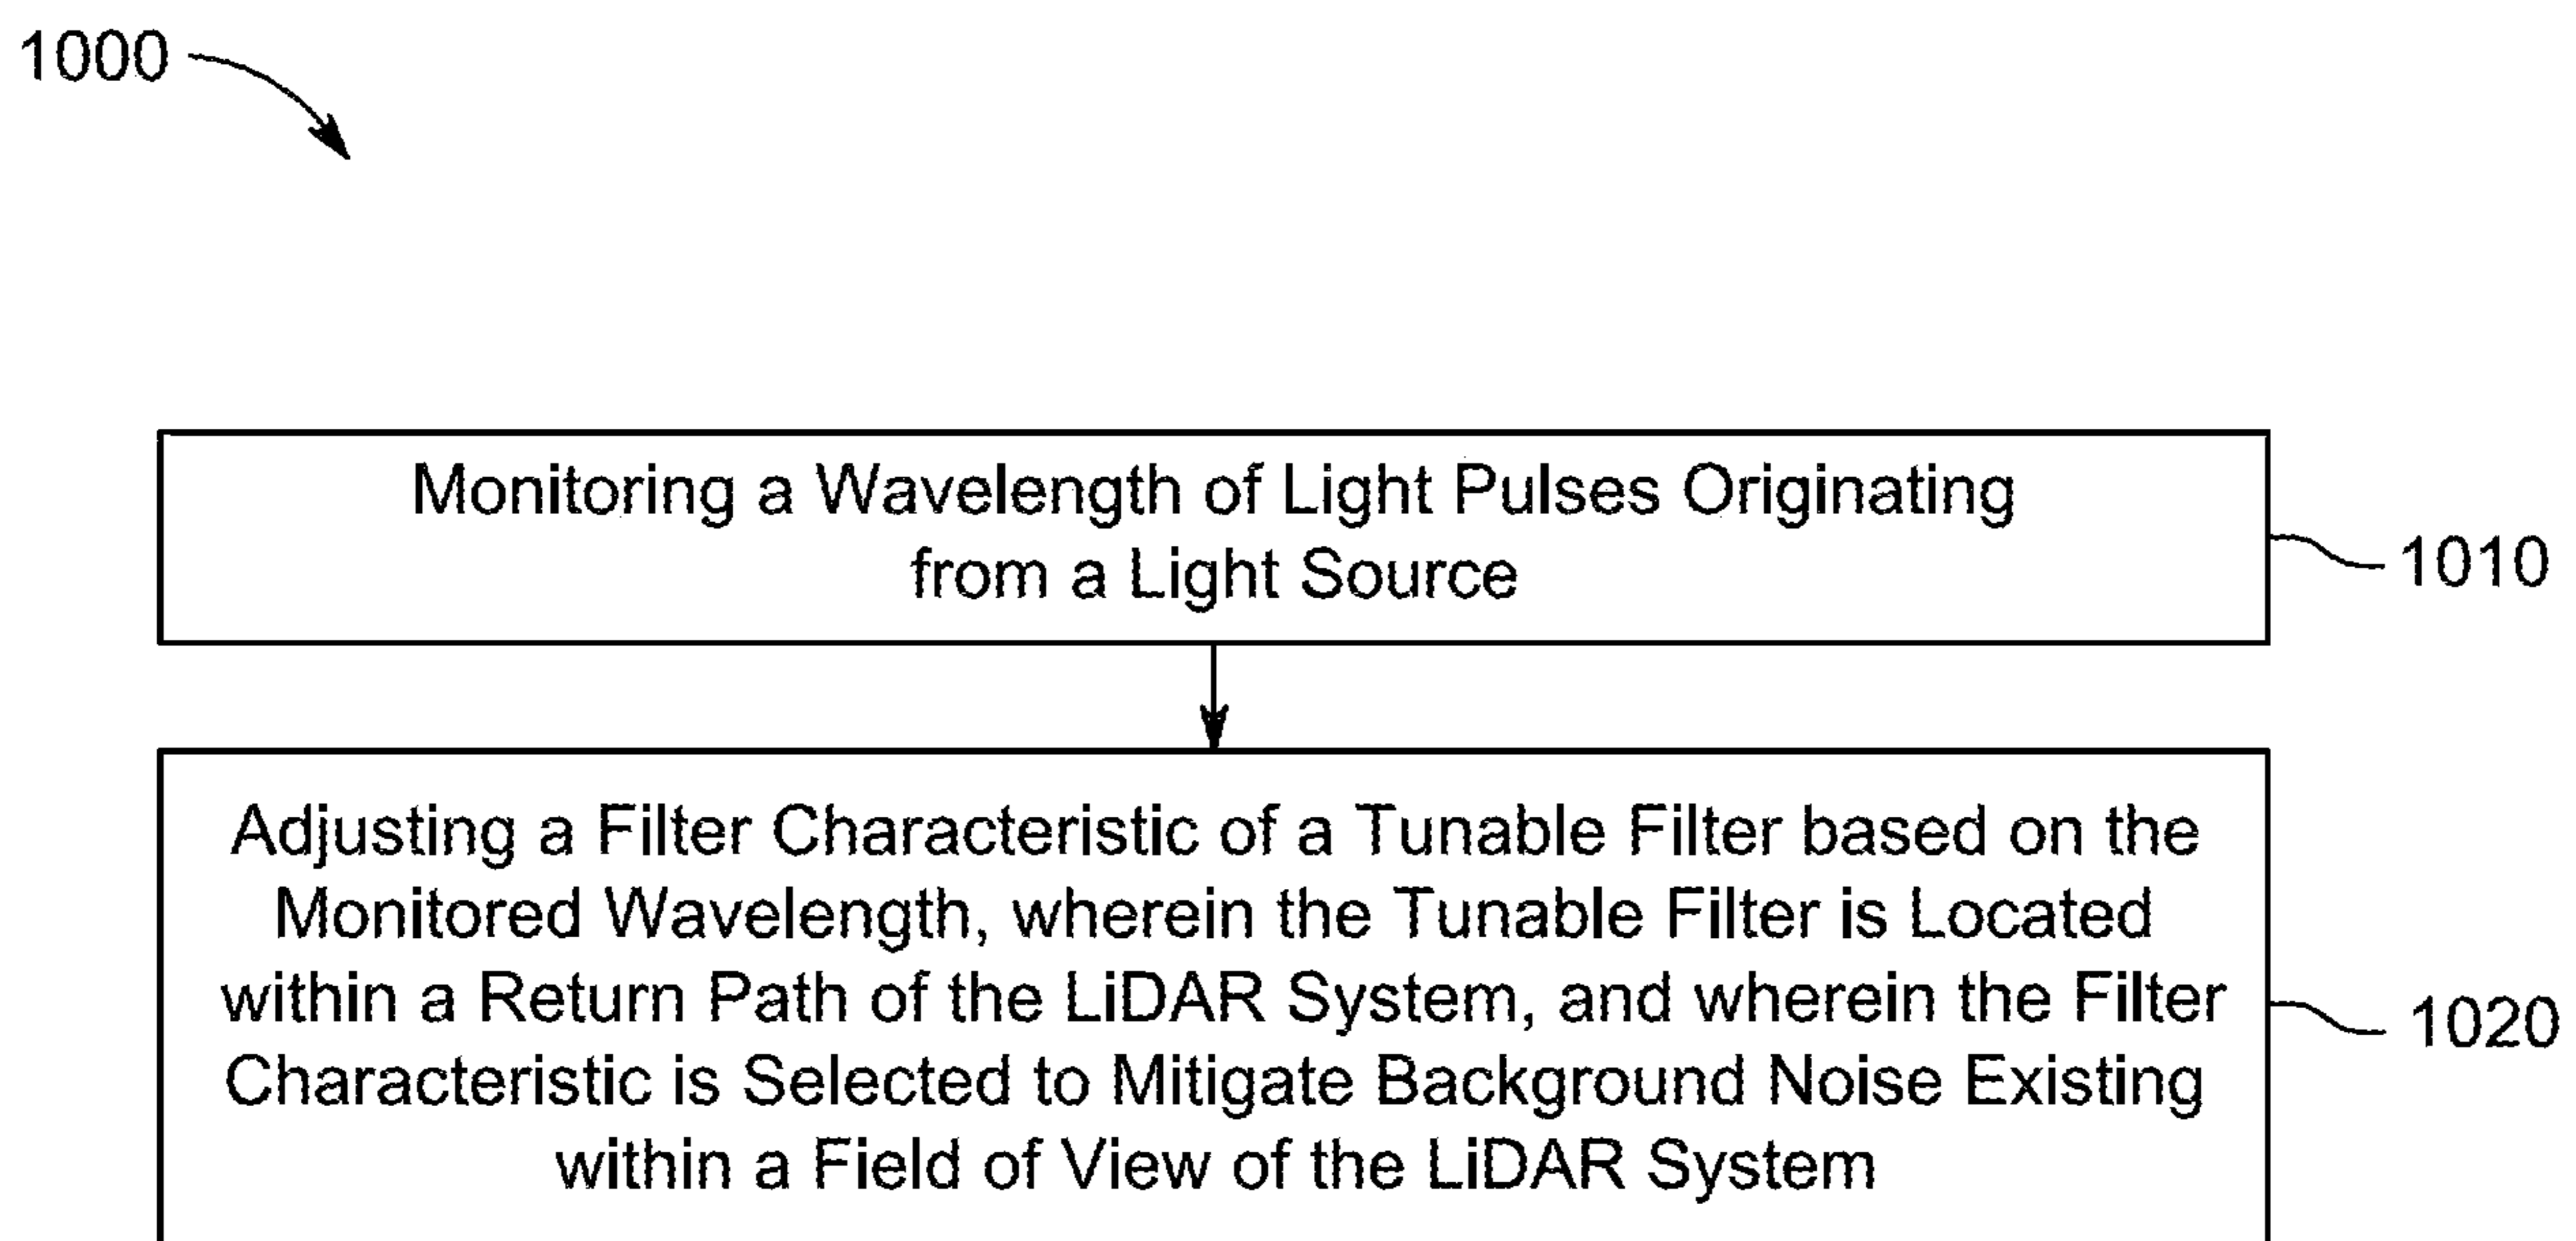 1000
Monitoring a Wavelength of Light Pulses Originating
from a Light Source
1010
Adjusting a Filter Characteristic of a Tunable Filter based on the
Monitored Wavelength, wherein the Tunable Filter is Located
within a Return Path of the LiDAR System, and wherein the Filter
Characteristic is Selected to Mitigate Background Noise Existing
within a Field of View of the LiDAR System
1020